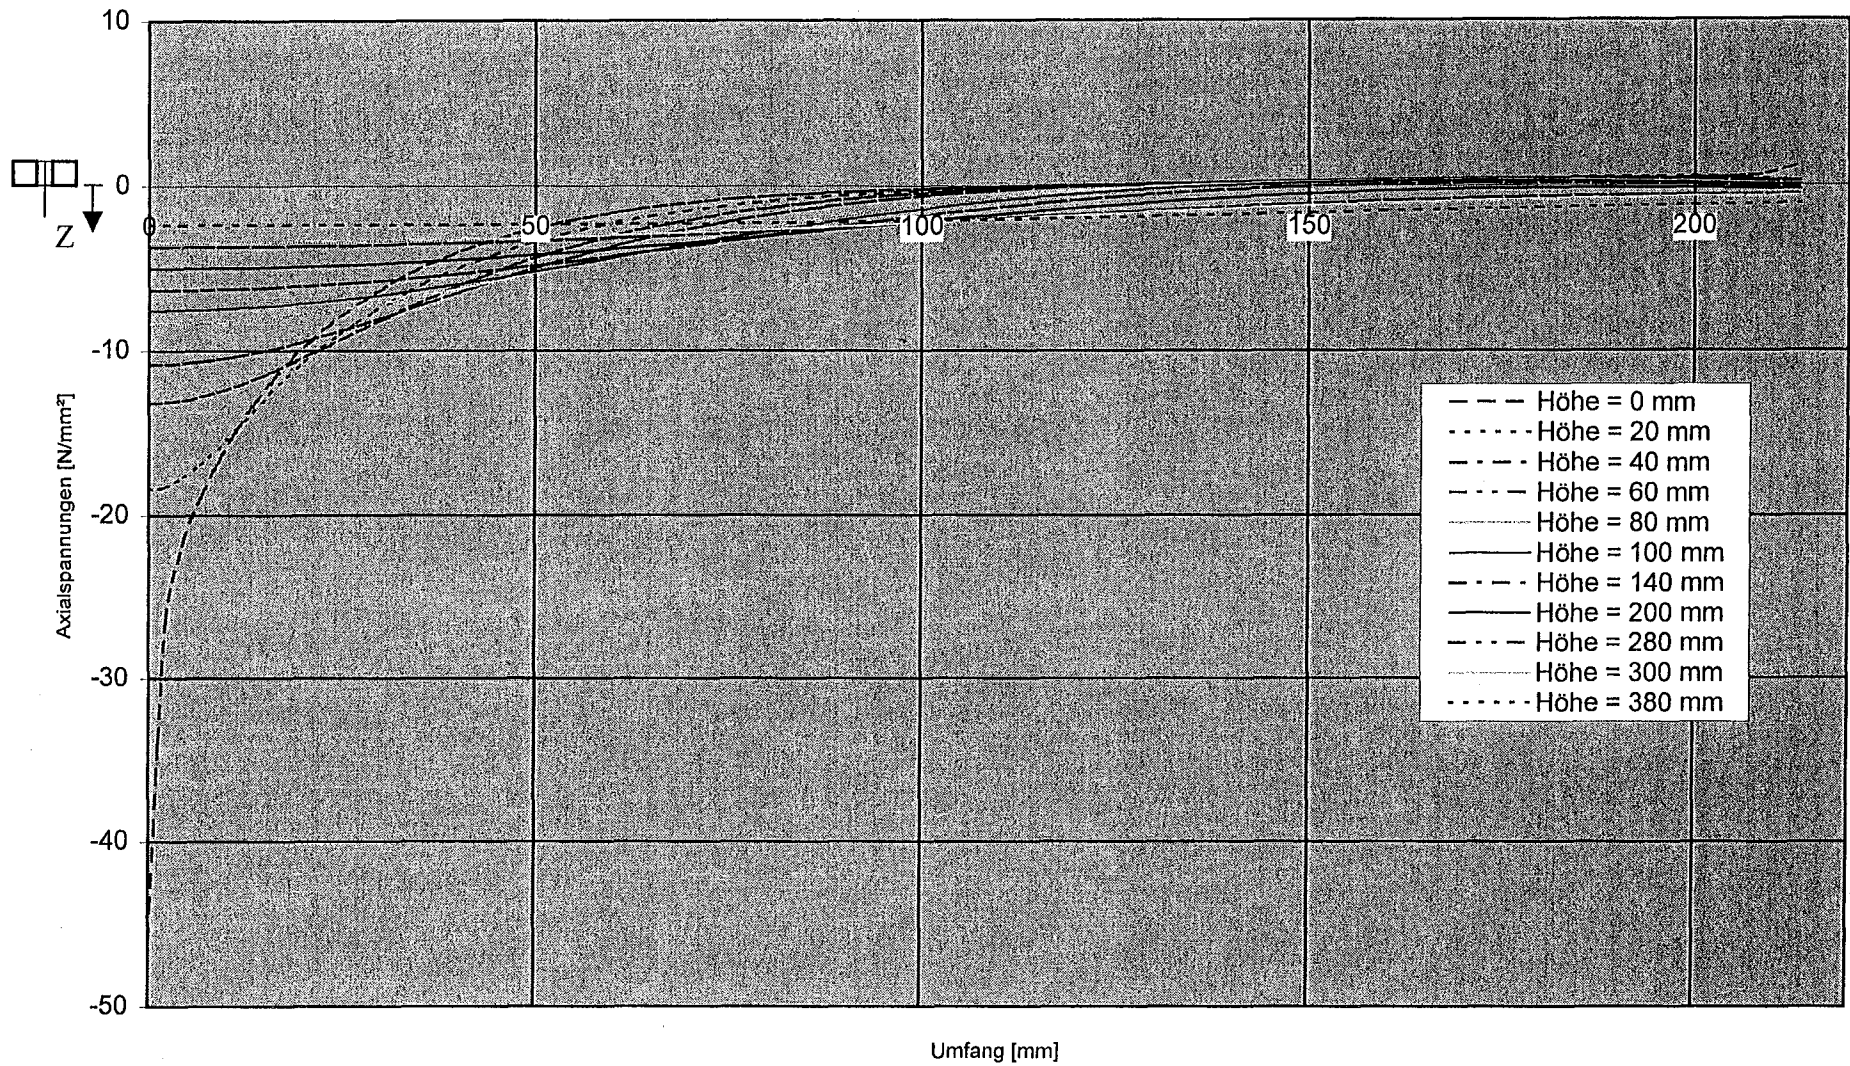 10
0
-10
-20
-30
-40
-50
Z
0
50
100
150
200
Axialspannungen [N/mm²]
Umfang [mm]
Höhe = 0 mm
Höhe = 20 mm
Höhe = 40 mm
Höhe = 60 mm
Höhe = 80 mm
Höhe = 100 mm
Höhe = 140 mm
Höhe = 200 mm
Höhe = 280 mm
Höhe = 300 mm
Höhe = 380 mm